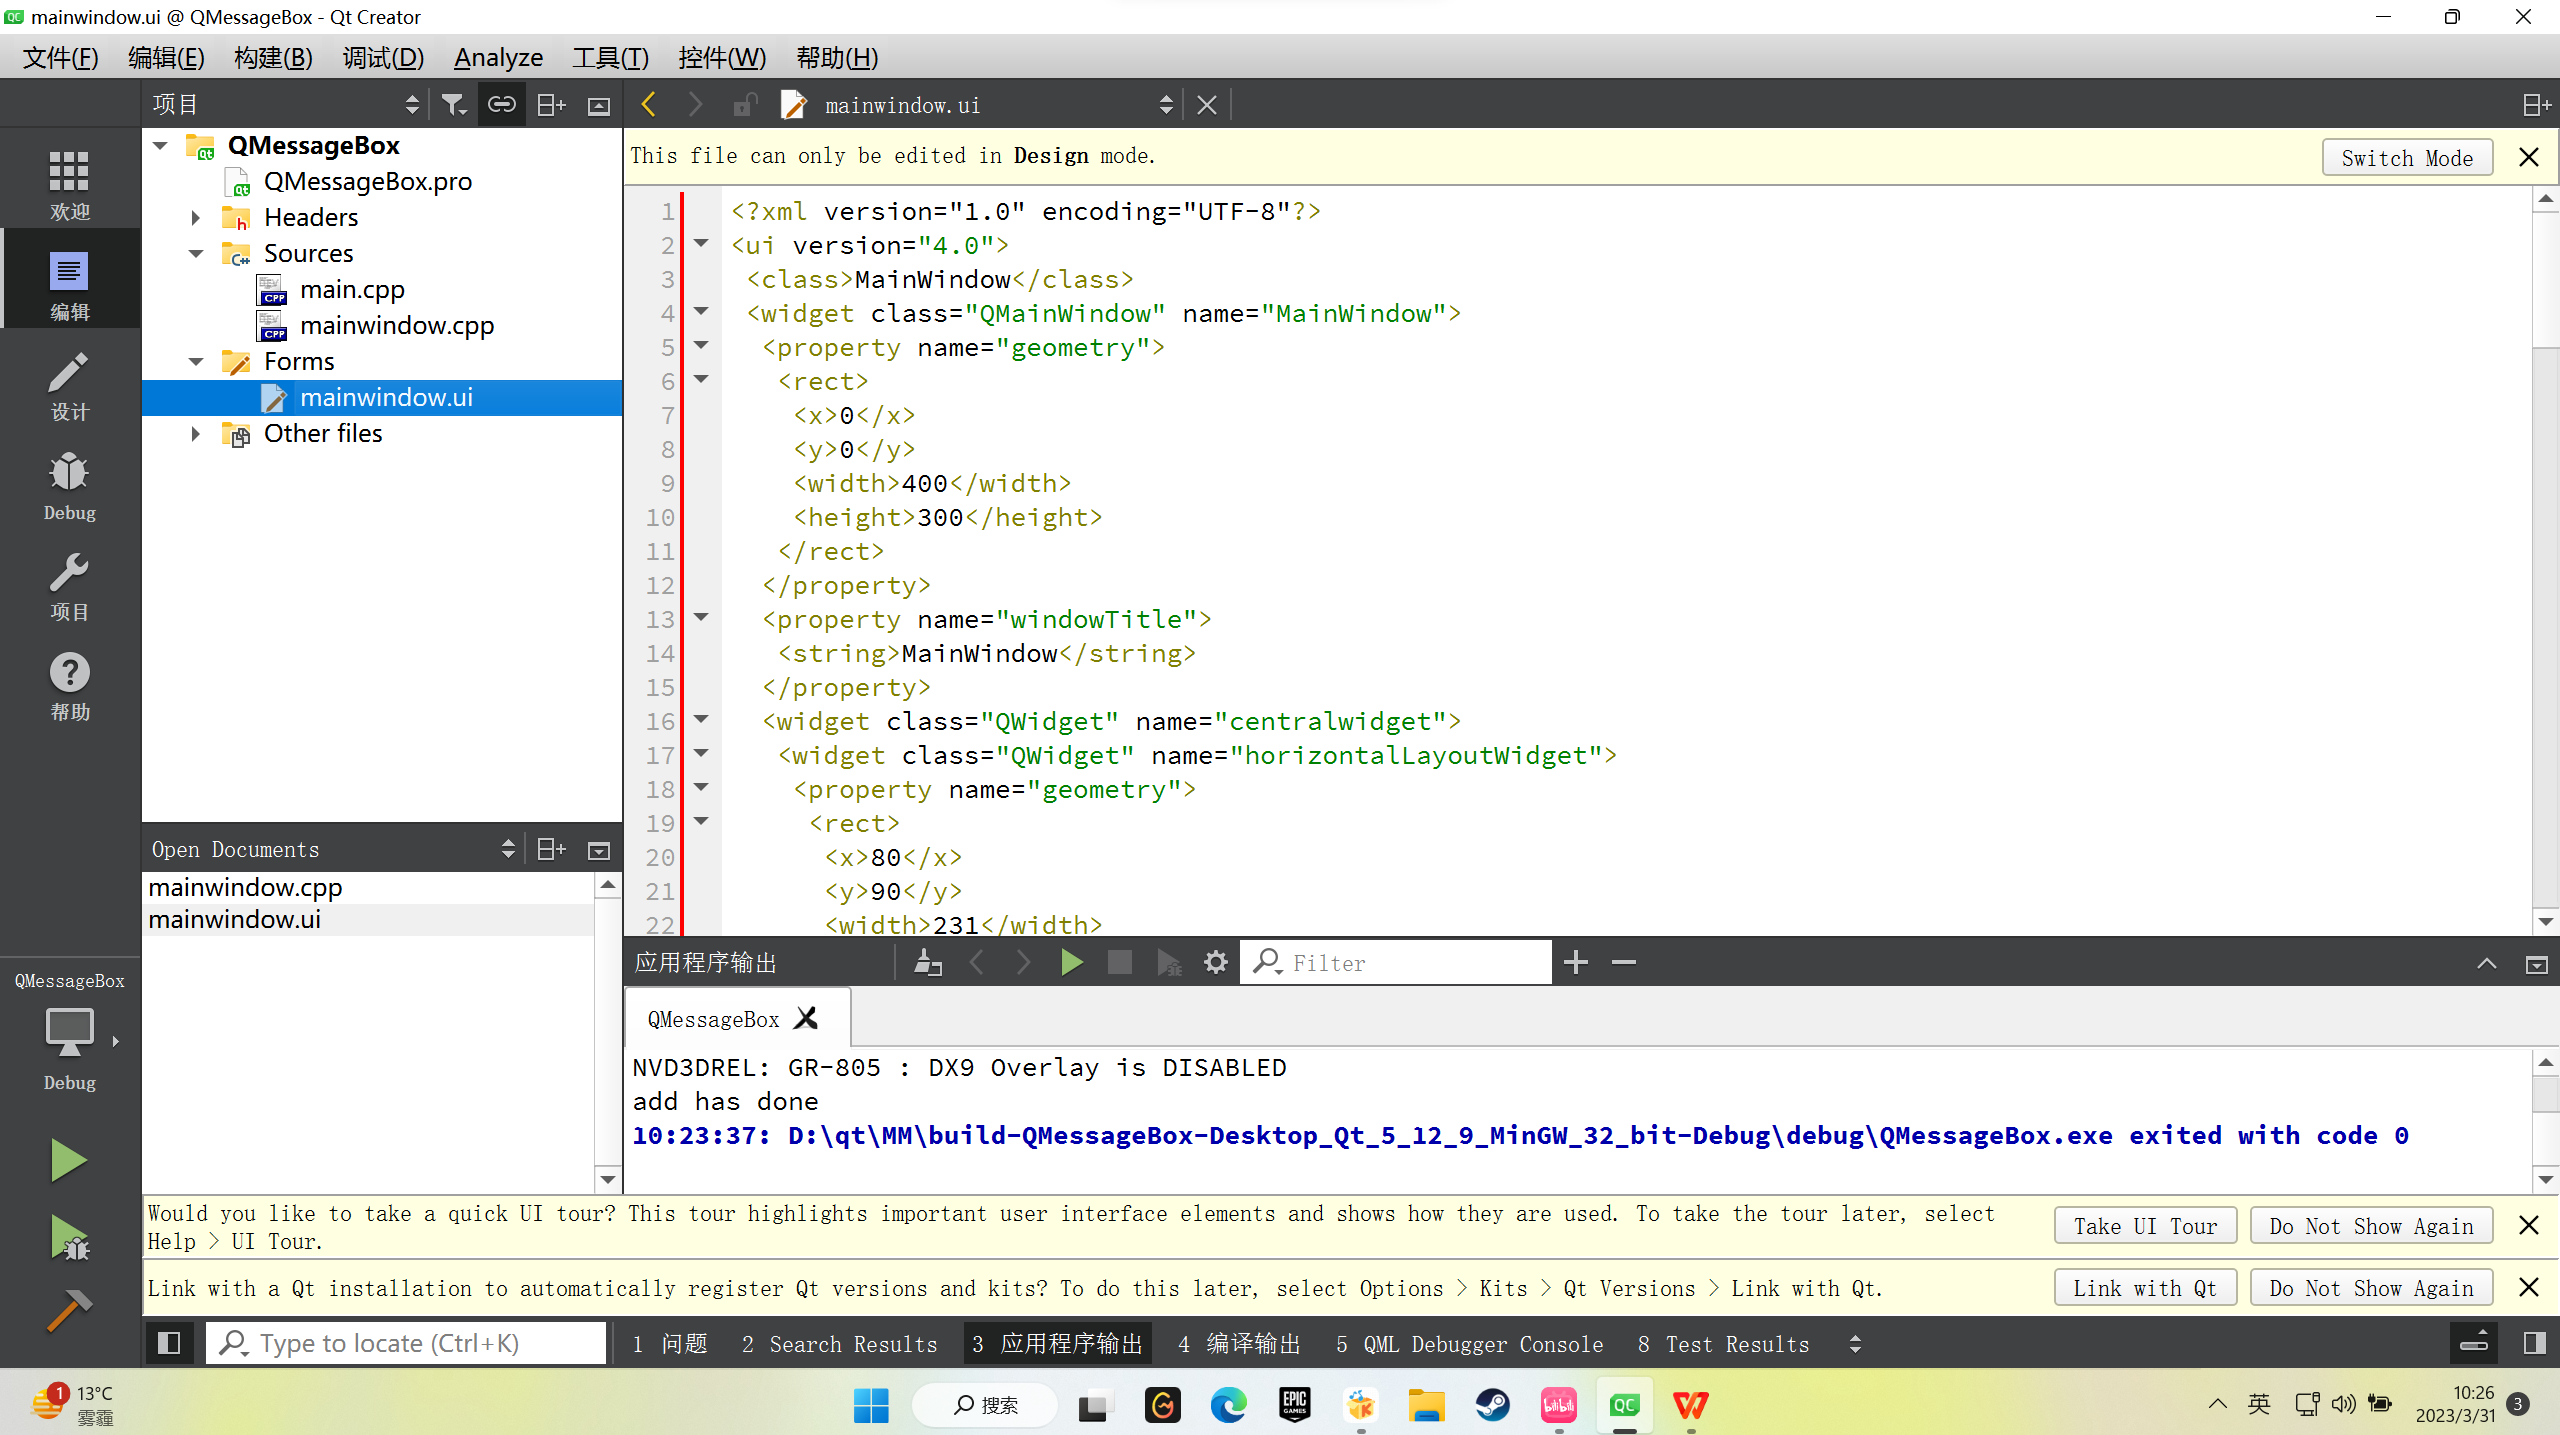 mainwindow.ui @ QMessageBox - Qt Creator
文件(F) 编辑(E) 构建(B) 调试(D) Analyze 工具(T) 控件(W) 帮助(H)
项目
mainwindow.ui
欢迎
编辑
设计
Debug
项目
帮助
QMessageBox
QMessageBox.pro
Headers
Sources
main.cpp
mainwindow.cpp
Forms
mainwindow.ui
Other files
Open Documents
mainwindow.cpp
mainwindow.ui
This file can only be edited in Design mode.
Switch Mode
1 <?xml version="1.0" encoding="UTF-8"?>
2 <ui version="4.0">
3 <class>MainWindow</class>
4 <widget class="QMainWindow" name="MainWindow">
5 <property name="geometry">
6 <rect>
7 <x>0</x>
8 <y>0</y>
9 <width>400</width>
10 <height>300</height>
11 </rect>
12 </property>
13 <property name="windowTitle">
14 <string>MainWindow</string>
15 </property>
16 <widget class="QWidget" name="centralwidget">
17 <widget class="QWidget" name="horizontalLayoutWidget">
18 <property name="geometry">
19 <rect>
20 <x>80</x>
21 <y>90</y>
22 <width>231</width>
应用程序输出
Filter
QMessageBox
NVD3DREL: GR-805 : DX9 Overlay is DISABLED
add has done
10:23:37: D:\qt\MM\build-QMessageBox-Desktop_Qt_5_12_9_MinGW_32_bit-Debug\debug\QMessageBox.exe exited with code 0
QMessageBox
Debug
Would you like to take a quick UI tour? This tour highlights important user interface elements and shows how they are used. To take the tour later, select
Help > UI Tour.
Take UI Tour
Do Not Show Again
Link with a Qt installation to automatically register Qt versions and kits? To do this later, select Options > Kits > Qt Versions > Link with Qt.
Link with Qt
Do Not Show Again
Type to locate (Ctrl+K)
1 问题 2 Search Results 3 应用程序输出 4 编译输出 5 QML Debugger Console 8 Test Results
1
13°C
雾霾
搜索
EPIC GAMES
K
bilibili
QC
英
10:26
2023/3/31
3